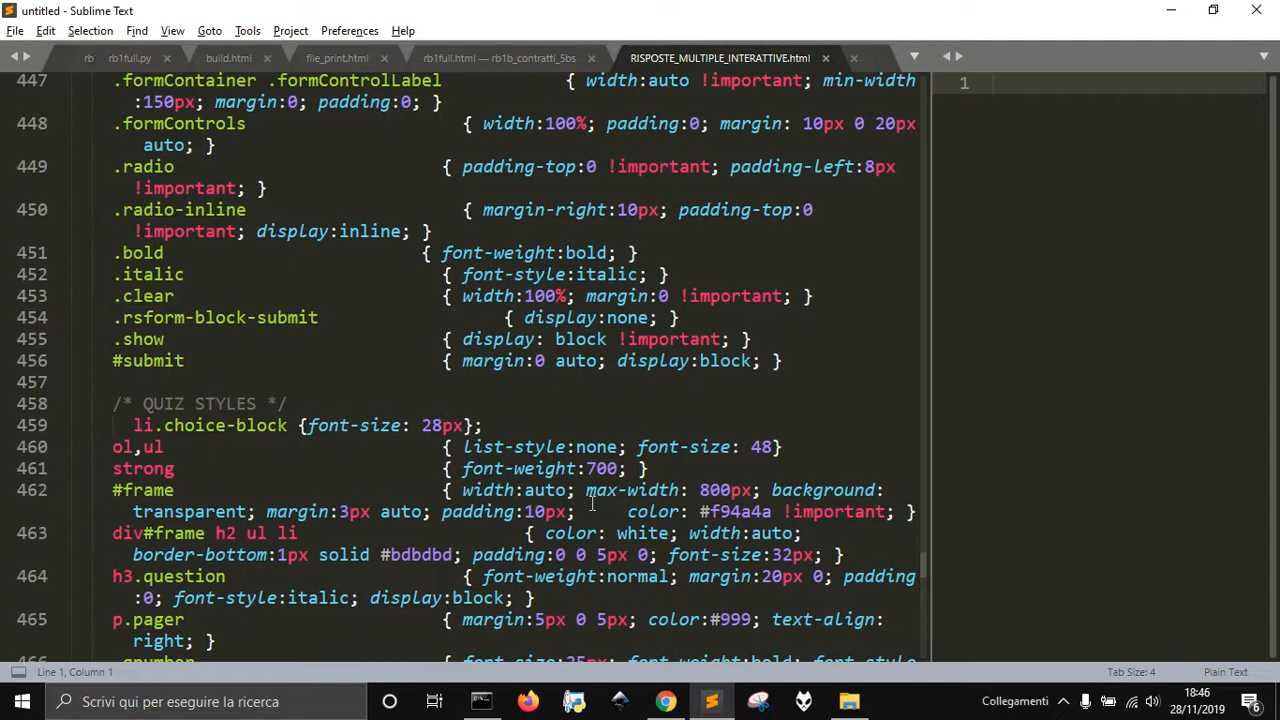 untitled - Sublime Text
File Edit Selection Find View Goto Tools Project Preferences Help
rb rb1full.py build.html file_print.html rb1full.html — rb1b_contratti_5bs RISPOSTE_MULTIPLE_INTERATTIVE.html
447 .formContainer .formControlLabel { width:auto !important; min-width
:150px; margin:0; padding:0; }
448 .formControls { width:100%; padding:0; margin: 10px 0 20px
auto; }
449 .radio { padding-top:0 !important; padding-left:8px
!important; }
450 .radio-inline { margin-right:10px; padding-top:0
!important; display:inline; }
451 .bold { font-weight:bold; }
452 .italic { font-style:italic; }
453 .clear { width:100%; margin:0 !important; }
454 .rsform-block-submit { display:none; }
455 .show { display: block !important; }
456 #submit { margin:0 auto; display:block; }
457
458 /* QUIZ STYLES */
459 li.choice-block {font-size: 28px};
460 ol,ul { list-style:none; font-size: 48}
461 strong { font-weight:700; }
462 #frame { width:auto; max-width: 800px; background:
transparent; margin:3px auto; padding:10px; color: #f94a4a !important; }
463 div#frame h2 ul li { color: white; width:auto;
border-bottom:1px solid #bdbdbd; padding:0 0 5px 0; font-size:32px; }
464 h3.question { font-weight:normal; margin:20px 0; padding
:0; font-style:italic; display:block; }
465 p.pager { margin:5px 0 5px; color:#999; text-align:
right; }
466 .qnumber { font-size:25px; font-weight:bold; font-style
1
Line 1, Column 1 Tab Size: 4 Plain Text
Scrivi qui per eseguire la ricerca
Collegamenti
18:46
28/11/2019
6